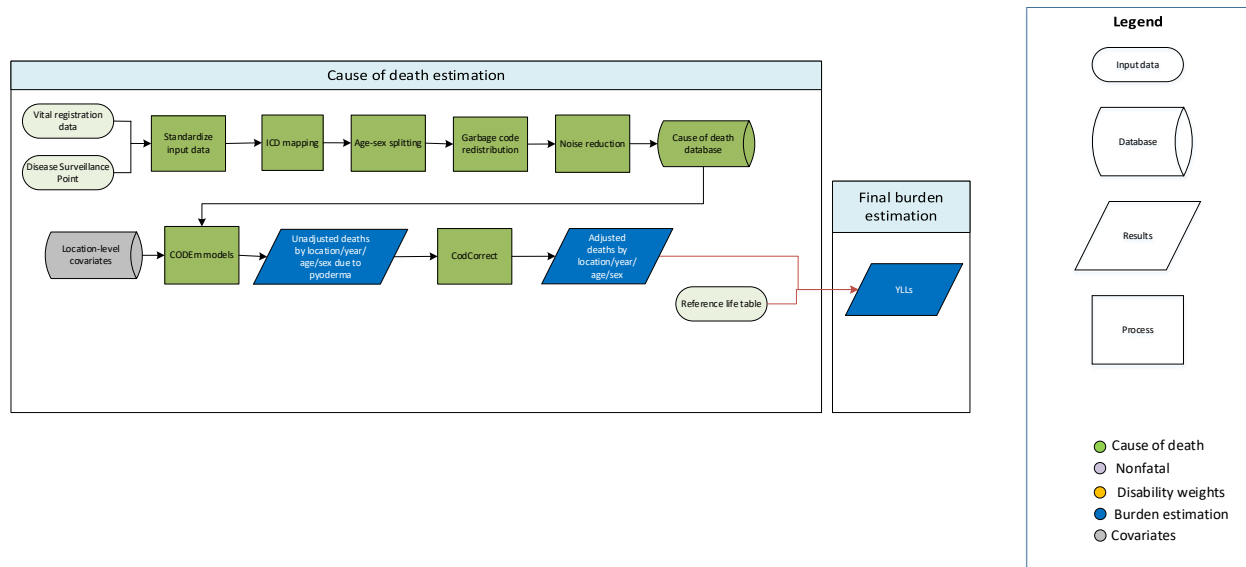 Cause of death estimation
Vital registration
data
Disease Surveillance
Point
Standardize
input data
ICD mapping
Age-sex splitting
Garbage code
redistribution
Noise reduction
Cause of death
database
Location-level
covariates
CODEm models
Unadjusted deaths
by location/year/
age/sex due to
pyoderma
CodCorrect
Adjusted
deaths by
location/year/
age/sex
Reference life table
Final burden
estimation
YLLs
Legend
Input data
Database
Results
Process
Cause of death
Nonfatal
Disability weights
Burden estimation
Covariates